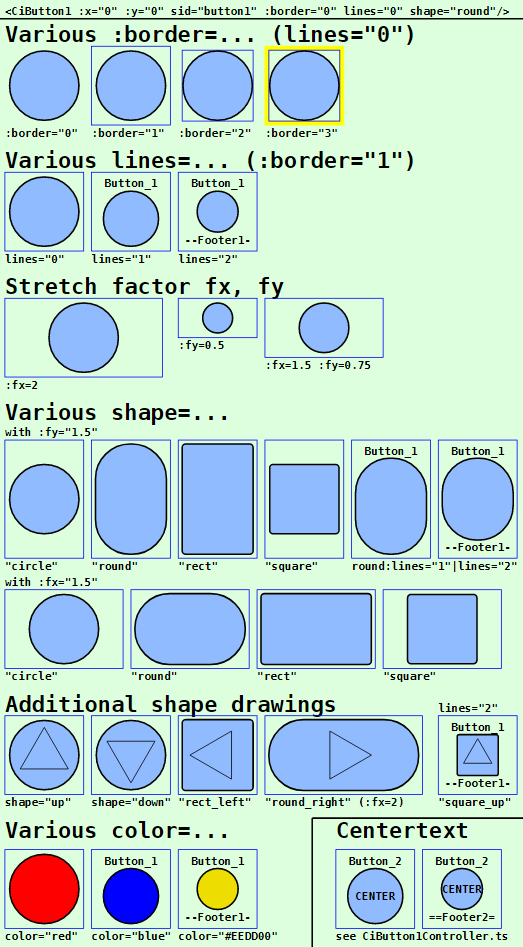 <CiButton1 :x="0" :y="0" sid="button1" :border="0" lines="0" shape="round"/>
Various :border=... (lines="0")
:border="0" :border="1" :border="2" :border="3"
Various lines=... (:border="1")
Button_1 Button_1
--Footer1-
lines="0" lines="1" lines="2"
Stretch factor fx, fy
:fy=0.5
:fx=1.5 :fy=0.75
:fx=2
Various shape=...
with :fy="1.5"
Button_1 Button_1
--Footer1-
"circle" "round" "rect" "square" round:lines="1"|lines="2"
with :fx="1.5"
"circle" "round" "rect" "square"
Additional shape drawings
lines="2"
Button_1
--Footer1-
shape="up" shape="down" "rect_left" "round_right" (:fx=2) "square_up"
Various color=...
Button_1 Button_1
--Footer1-
color="red" color="blue" color="#EEDD00"
Centertext
Button_2 Button_2
CENTER CENTER
==Footer2=
see CiButton1Controller.ts